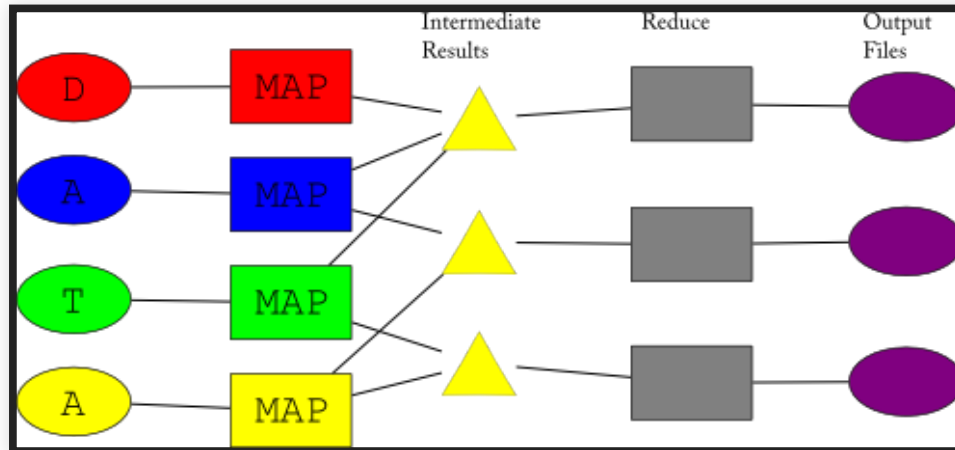 Intermediate
Results
Reduce
Output
Files
D
MAP
A
MAP
T
MAP
A
MAP